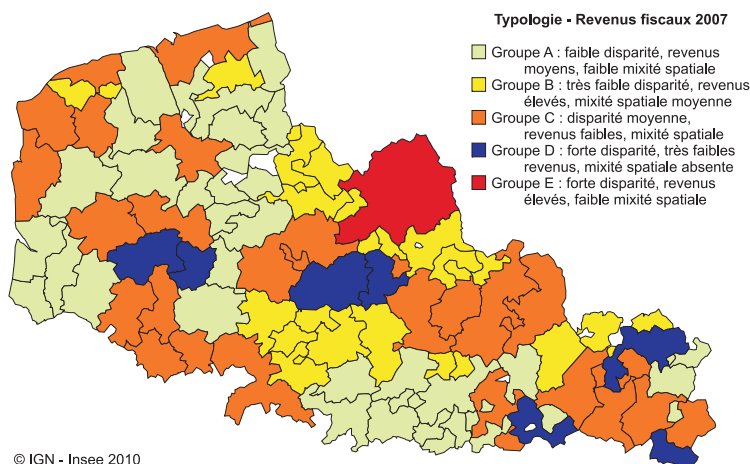 Typologie - Revenus fiscaux 2007
Groupe A : faible disparité, revenus
moyens, faible mixité spatiale
Groupe B : très faible disparité, revenus
élevés, mixité spatiale moyenne
Groupe C : disparité moyenne,
revenus faibles, mixité spatiale
Groupe D : forte disparité, très faibles
revenus, mixité spatiale absente
Groupe E : forte disparité, revenus
élevés, faible mixité spatiale
© IGN - Insee 2010